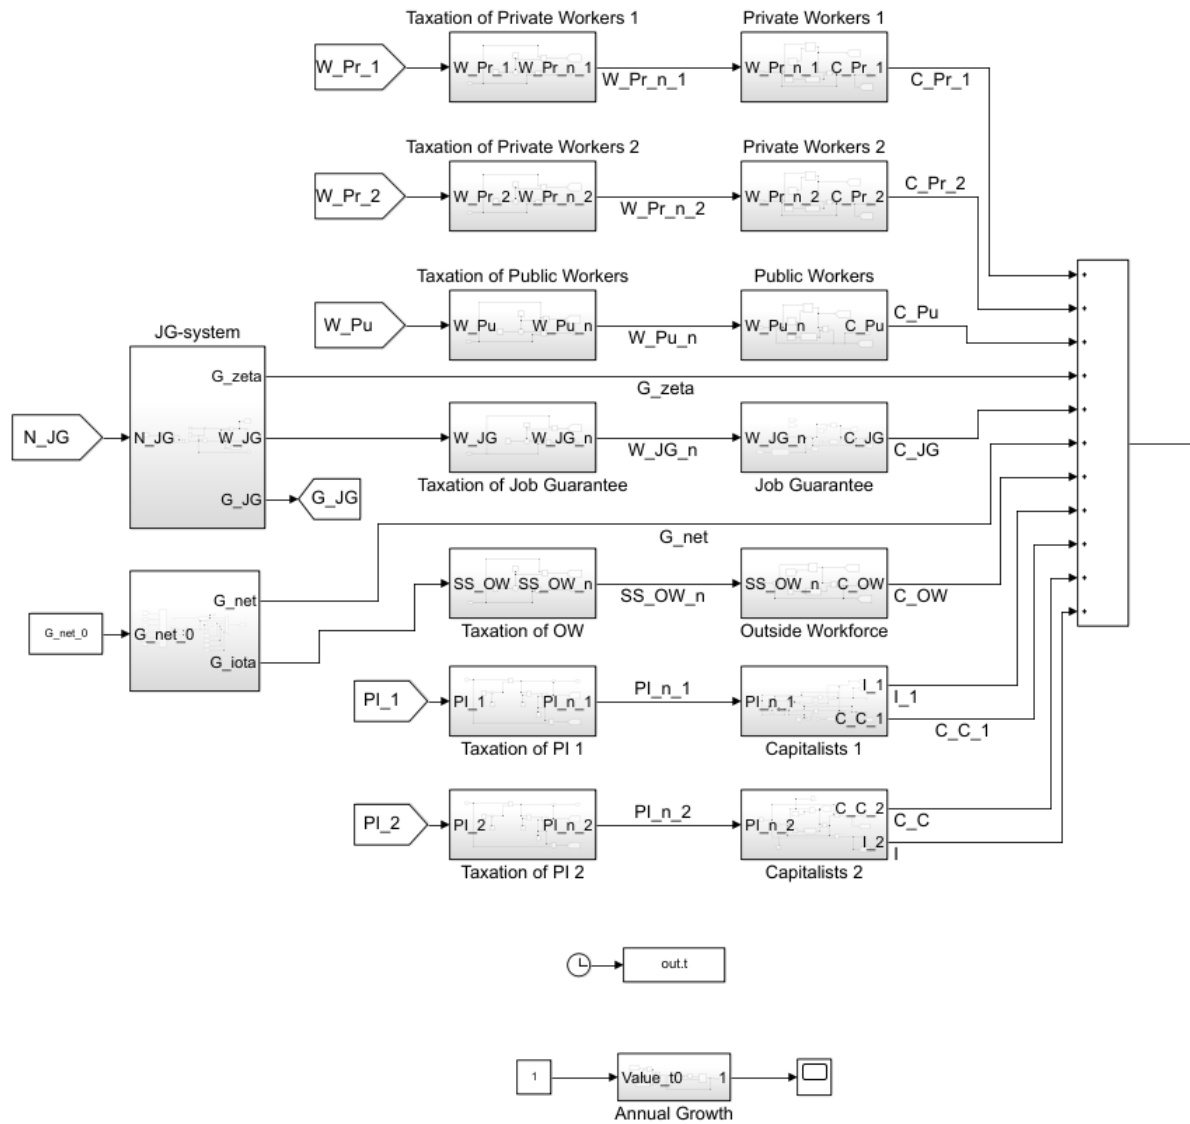 Taxation of Private Workers 1
Private Workers 1
W_Pr_1
W_Pr_1 W_Pr_n_1
W_Pr_n_1
W_Pr_n_1 C_Pr_1
C_Pr_1
Taxation of Private Workers 2
Private Workers 2
W_Pr_2
W_Pr_2 W_Pr_n_2
W_Pr_n_2
W_Pr_n_2 C_Pr_2
C_Pr_2
Taxation of Public Workers
Public Workers
W_Pu
W_Pu W_Pu_n
W_Pu_n
W_Pu_n C_Pu
C_Pu
JG-system
G_zeta
G_zeta
N_JG
N_JG W_JG
W_JG W_JG_n
W_JG_n
W_JG_n C_JG
C_JG
Taxation of Job Guarantee
Job Guarantee
G_JG
G_JG
G_net
G_net_0
G_net_0
G_net
G_iota
SS_OW SS_OW_n
SS_OW_n
SS_OW_n C_OW
C_OW
Taxation of OW
Outside Workforce
PI_1
PI_1 PI_n_1
PI_n_1
PI_n_1
I_1
I_1
C_C_1
C_C_1
Taxation of PI 1
Capitalists 1
PI_2
PI_2 PI_n_2
PI_n_2
PI_n_2
C_C_2
C_C
I_2
I
Taxation of PI 2
Capitalists 2
out.t
1
Value_t0 1
Annual Growth